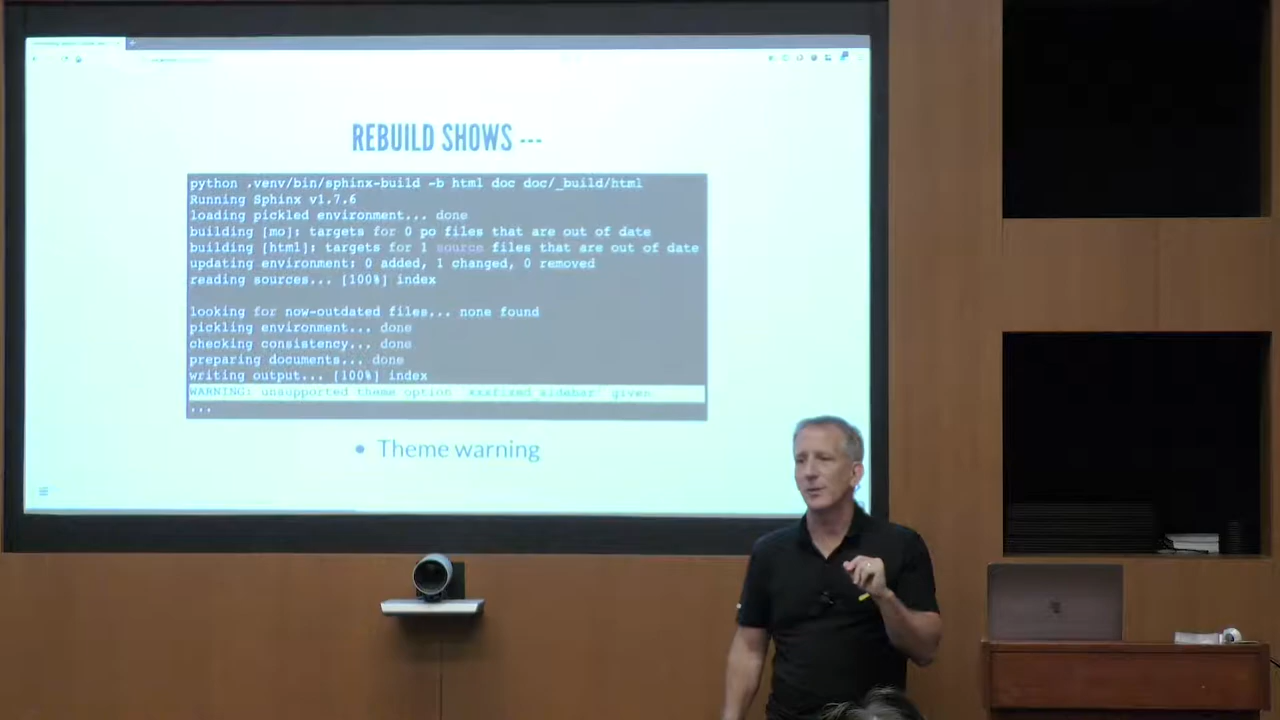 REBUILD SHOWS ---
python .venv/bin/sphinx-build -b html doc doc/_build/html
Running Sphinx v1.7.6
loading pickled environment... done
building [mo]: targets for 0 po files that are out of date
building [html]: targets for 1 source files that are out of date
updating environment: 0 added, 1 changed, 0 removed
reading sources... [100%] index
looking for now-outdated files... none found
pickling environment... done
checking consistency... done
preparing documents... done
writing output... [100%] index
WARNING: unsupported theme option 'xxxfixed_sidebar' given
...
• Theme warning